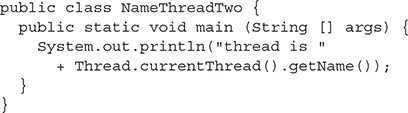 public class NameThreadTwo {
  public static void main (String [] args) {
    System.out.println("thread is "
      + Thread.currentThread().getName());
  }
}